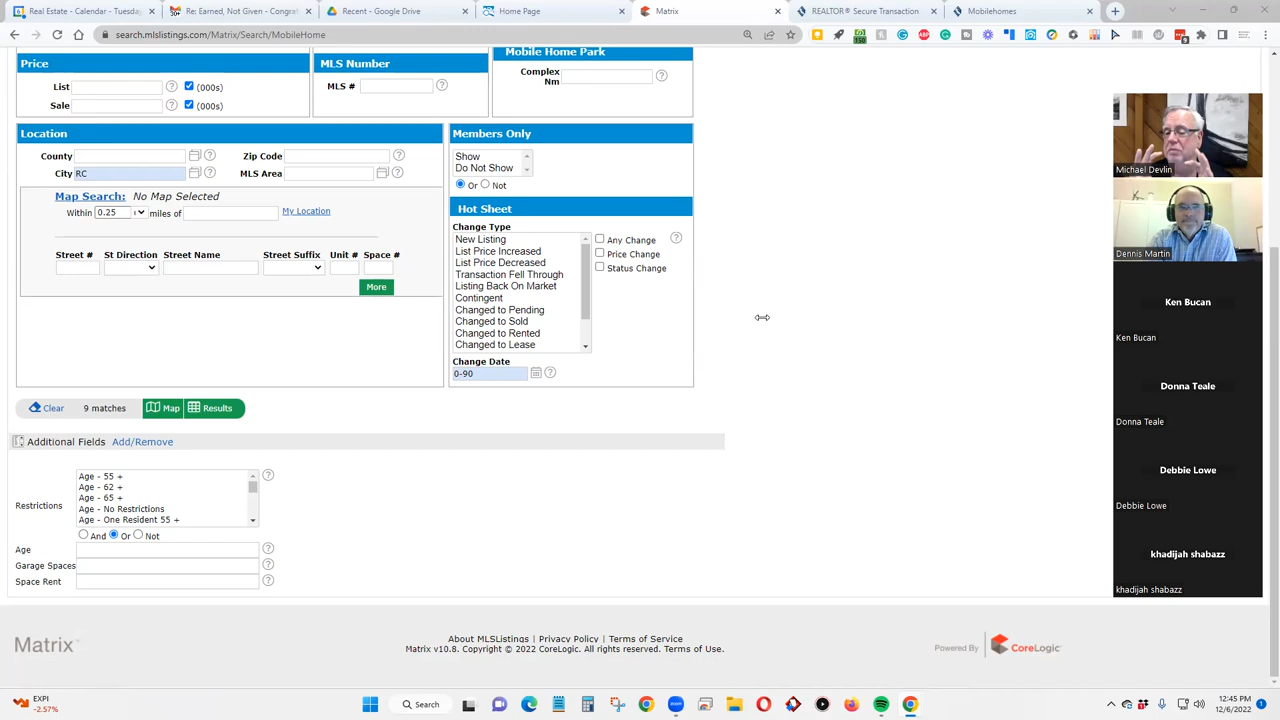 Real Estate - Calendar - Tuesday
Re: Earned, Not Given - Congrat
Recent - Google Drive
Home Page
Matrix
REALTOR® Secure Transaction
Mobilehomes
search.mlslistings.com/Matrix/Search/MobileHome
Price
MLS Number
Mobile Home Park
List
(000s)
Sale
(000s)
MLS #
Complex Nm
Location
County
Zip Code
City RC
MLS Area
Map Search: No Map Selected
Within 0.25 miles of
My Location
Street # St Direction Street Name Street Suffix Unit # Space #
More
Members Only
Show
Do Not Show
Or Not
Hot Sheet
Change Type
New Listing
List Price Increased
List Price Decreased
Transaction Fell Through
Listing Back On Market
Contingent
Changed to Pending
Changed to Sold
Changed to Rented
Changed to Lease
Any Change
Price Change
Status Change
Change Date
0-90
Clear 9 matches Map Results
Additional Fields Add/Remove
Restrictions
Age - 55 +
Age - 62 +
Age - 65 +
Age - No Restrictions
Age - One Resident 55 +
And Or Not
Age
Garage Spaces
Space Rent
Matrix
About MLSListings | Privacy Policy | Terms of Service
Matrix v10.8. Copyright © 2022 CoreLogic. All rights reserved. Terms of Use.
Powered By CoreLogic
Michael Devlin
Dennis Martin
Ken Bucan
Ken Bucan
Donna Teale
Donna Teale
Debbie Lowe
Debbie Lowe
khadijah shabazz
khadijah shabazz
EXPI
-2.57%
Search
12:45 PM
12/6/2022